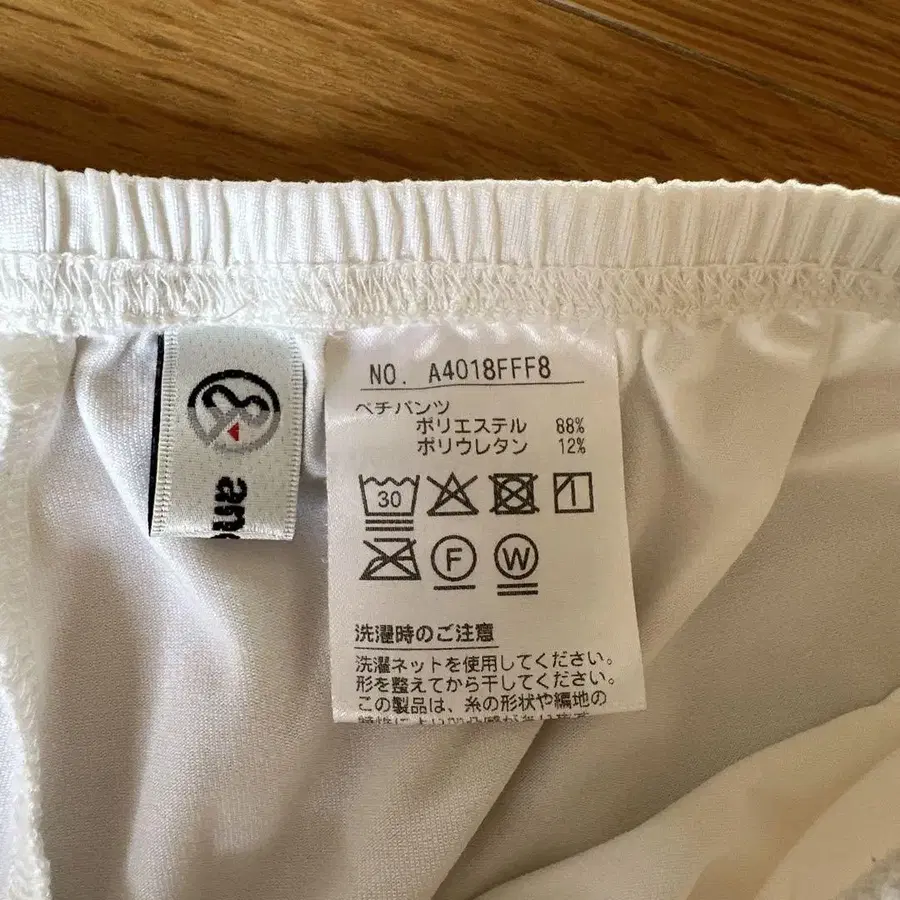 NO. A4018FFF8
ペチパンツ
ポリエステル 88%
ポリウレタン 12%
30
F W
洗濯時のご注意
洗濯ネットを使用してください。
形を整えてから干してください。
この製品は、糸の形状や編地の